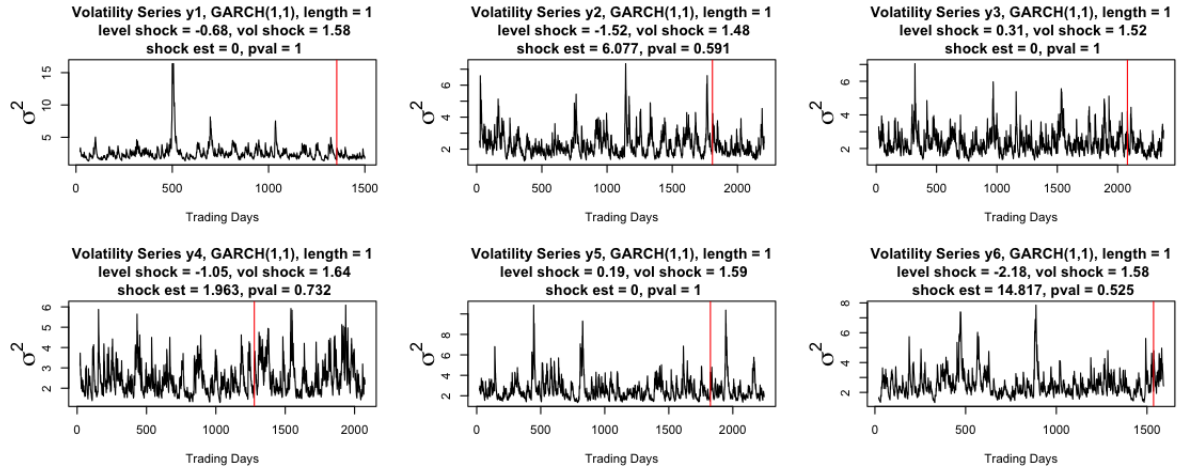 Volatility Series y1, GARCH(1,1), length = 1
level shock = -0.68, vol shock = 1.58
shock est = 0, pval = 1
σ2
15
10
5
0
500
1000
1500
Trading Days
Volatility Series y2, GARCH(1,1), length = 1
level shock = -1.52, vol shock = 1.48
shock est = 6.077, pval = 0.591
σ2
6
4
2
0
500
1000
1500
2000
Trading Days
Volatility Series y3, GARCH(1,1), length = 1
level shock = 0.31, vol shock = 1.52
shock est = 0, pval = 1
σ2
6
4
2
0
500
1000
1500
2000
Trading Days
Volatility Series y4, GARCH(1,1), length = 1
level shock = -1.05, vol shock = 1.64
shock est = 1.963, pval = 0.732
σ2
6
5
4
3
2
0
500
1000
1500
2000
Trading Days
Volatility Series y5, GARCH(1,1), length = 1
level shock = 0.19, vol shock = 1.59
shock est = 0, pval = 1
σ2
10
8
6
4
2
0
500
1000
1500
2000
Trading Days
Volatility Series y6, GARCH(1,1), length = 1
level shock = -2.18, vol shock = 1.58
shock est = 14.817, pval = 0.525
σ2
8
6
4
2
0
500
1000
1500
Trading Days